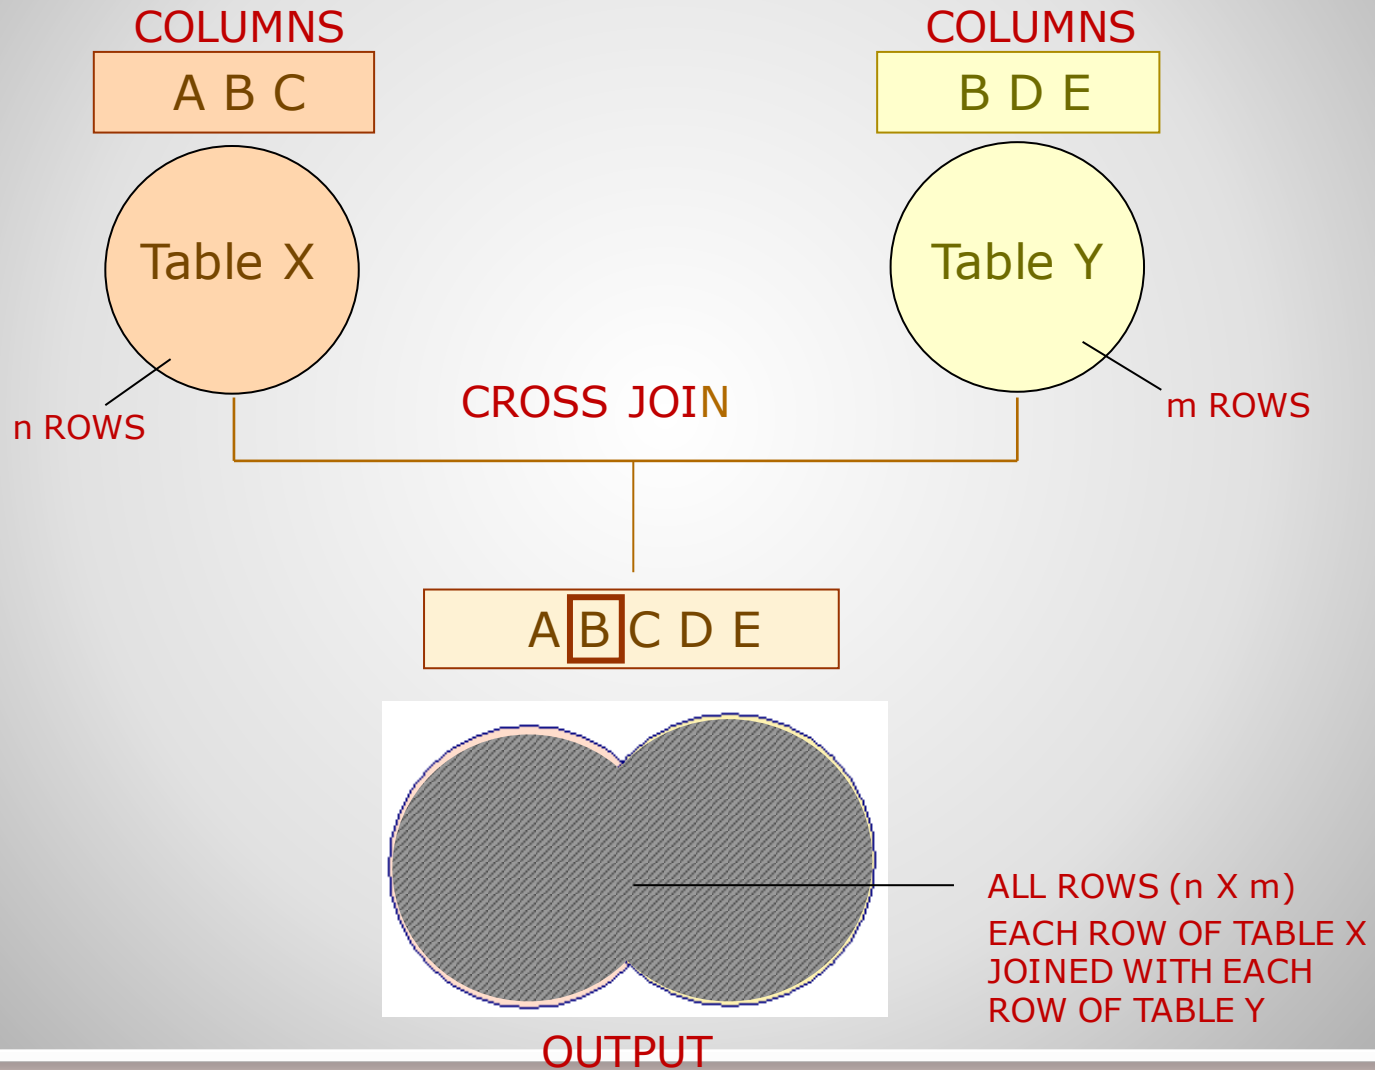 COLUMNS
A B C
Table X
n ROWS
COLUMNS
B D E
Table Y
m ROWS
CROSS JOIN
A B C D E
ALL ROWS (n X m)
EACH ROW OF TABLE X
JOINED WITH EACH
ROW OF TABLE Y
OUTPUT